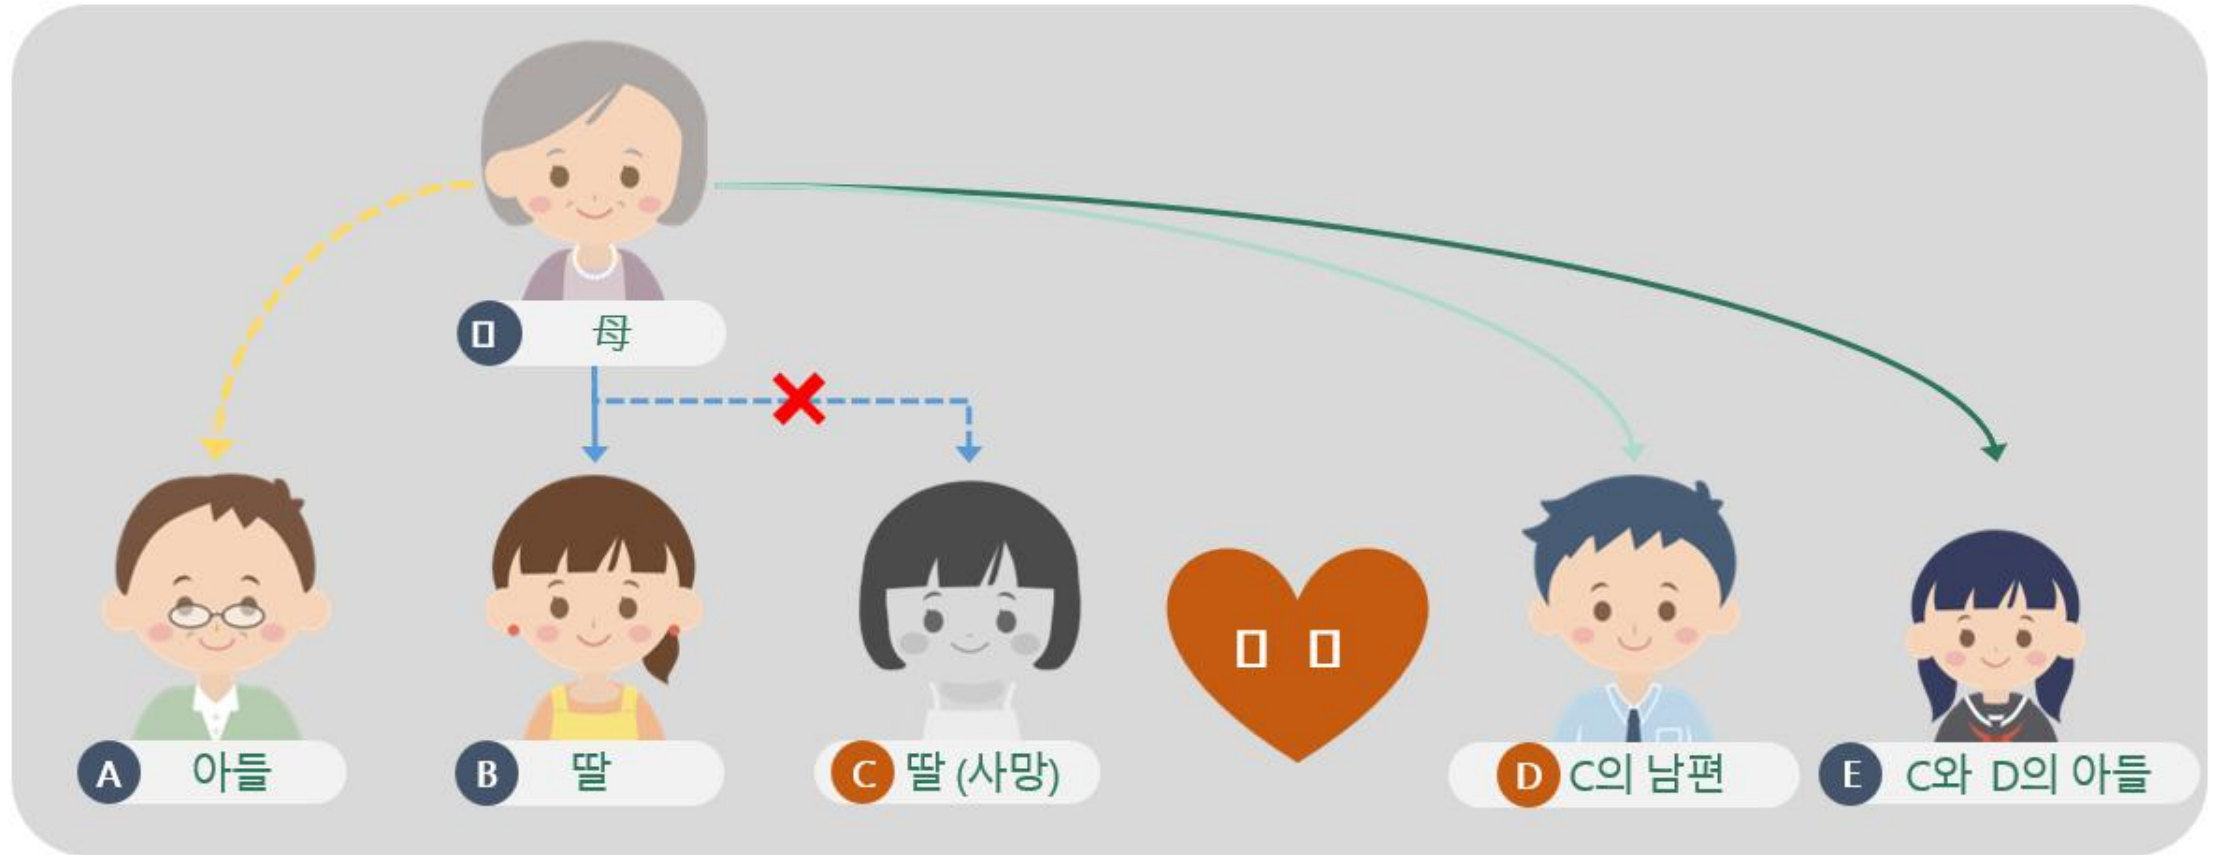 母
A 아들
B 딸
C 딸 (사망)
D C의 남편
E C와 D의 아들